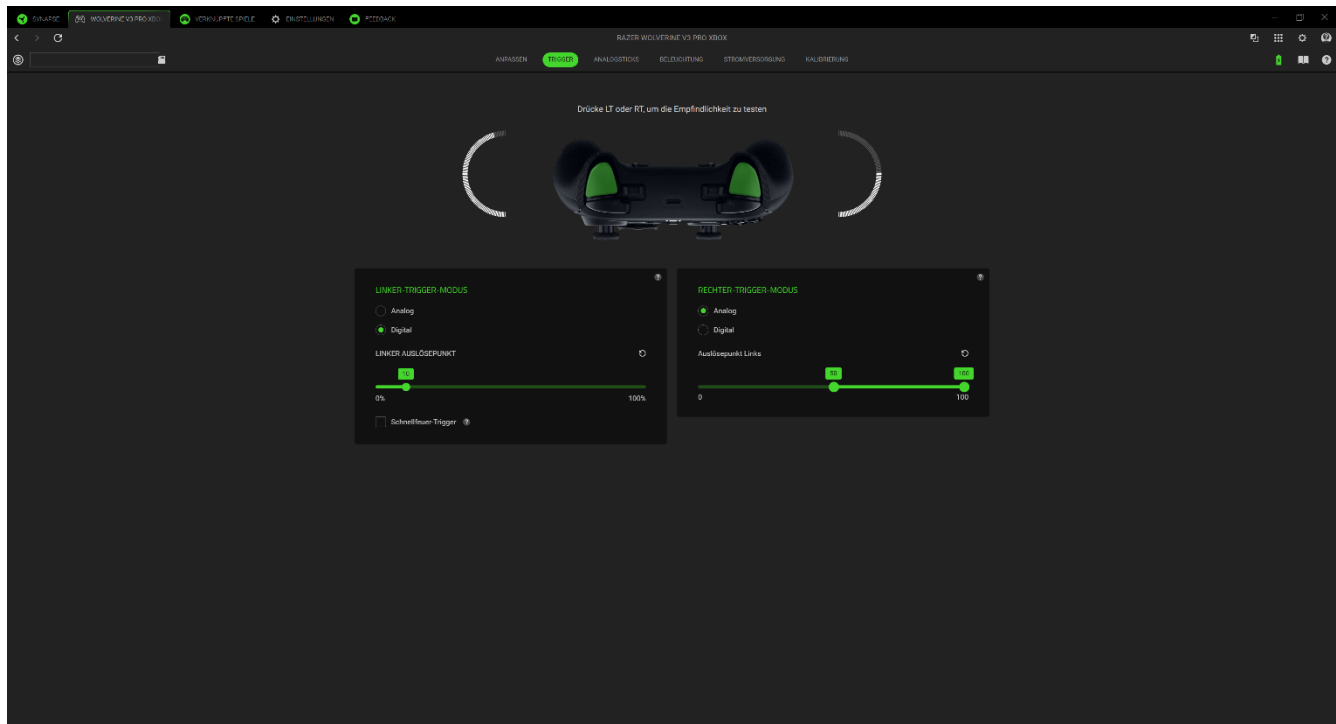 SYNAPSE WOLVERINE V3 PRO XBOX VERKNÜPFTE SPIELE EINSTELLUNGEN FEEDBACK
RAZER WOLVERINE V3 PRO XBOX
ANPASSEN TRIGGER ANALOGSTICKS BELEUCHTUNG STROMVERSORGUNG KALIBRIERUNG
Drücke LT oder RT, um die Empfindlichkeit zu testen
LINKER-TRIGGER-MODUS
Analog
Digital
LINKER AUSLÖSEPUNKT
10
0% 100%
Schnellfeuer-Trigger
RECHTER-TRIGGER-MODUS
Analog
Digital
Auslösepunkt Links
50 100
0 100